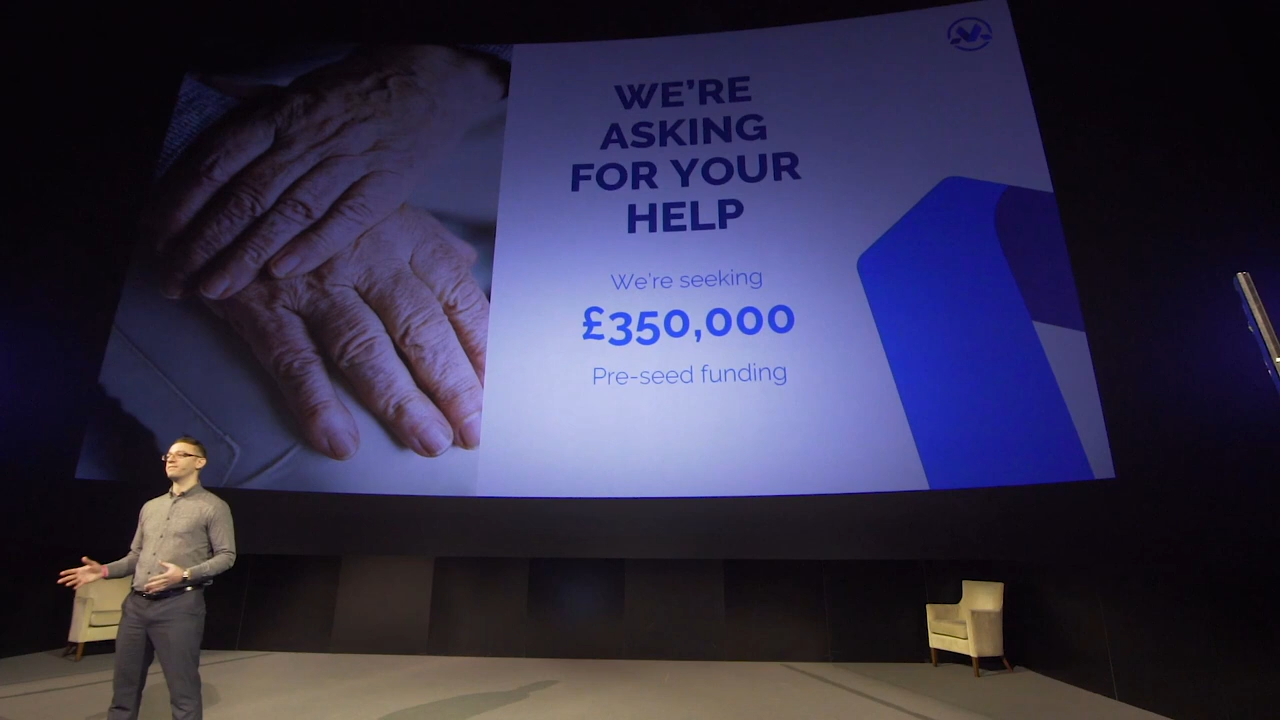 WE'RE
ASKING
FOR YOUR
HELP
We're seeking
£350,000
Pre-seed funding